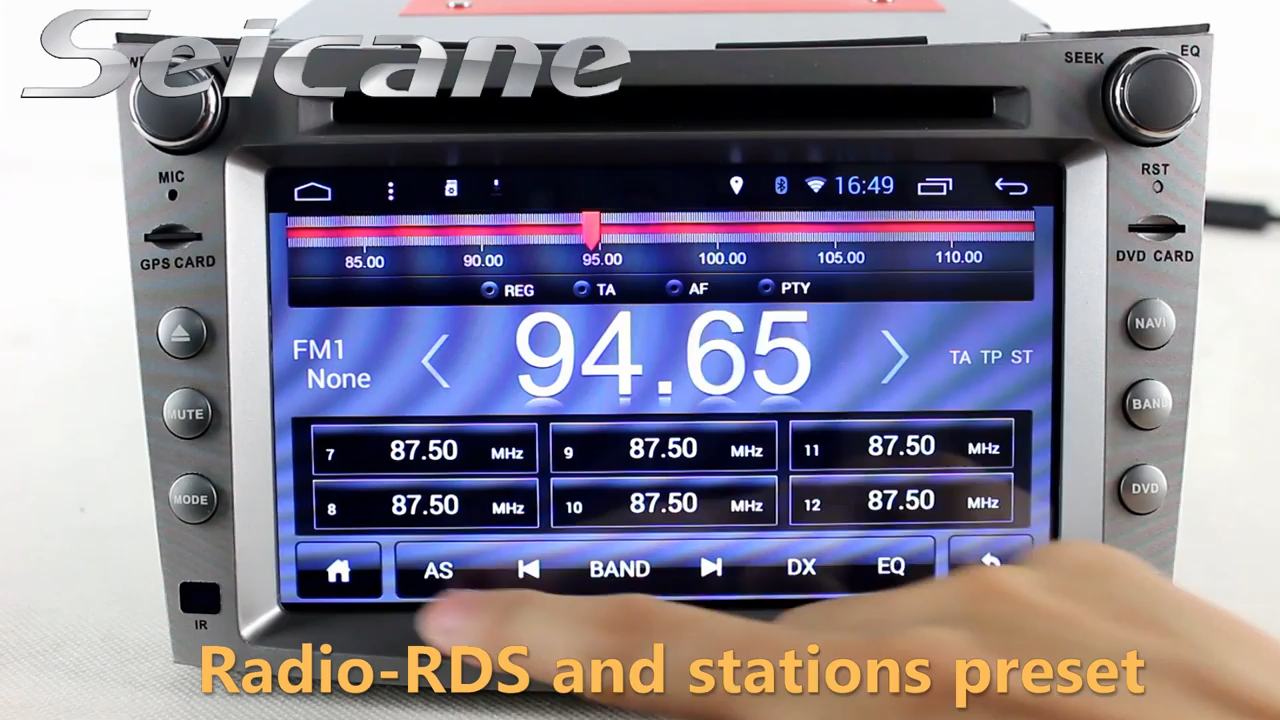 Seicane
SEEK
EQ
MIC
RST
GPS CARD
DVD CARD
16:49
85.00 90.00 95.00 100.00 105.00 110.00
REG TA AF PTY
FM1
None
94.65
TA TP ST
7 87.50 MHz
9 87.50 MHz
11 87.50 MHz
8 87.50 MHz
10 87.50 MHz
12 87.50 MHz
AS BAND DX EQ
MUTE
MODE
IR
NAVI
BAND
DVD
Radio-RDS and stations preset